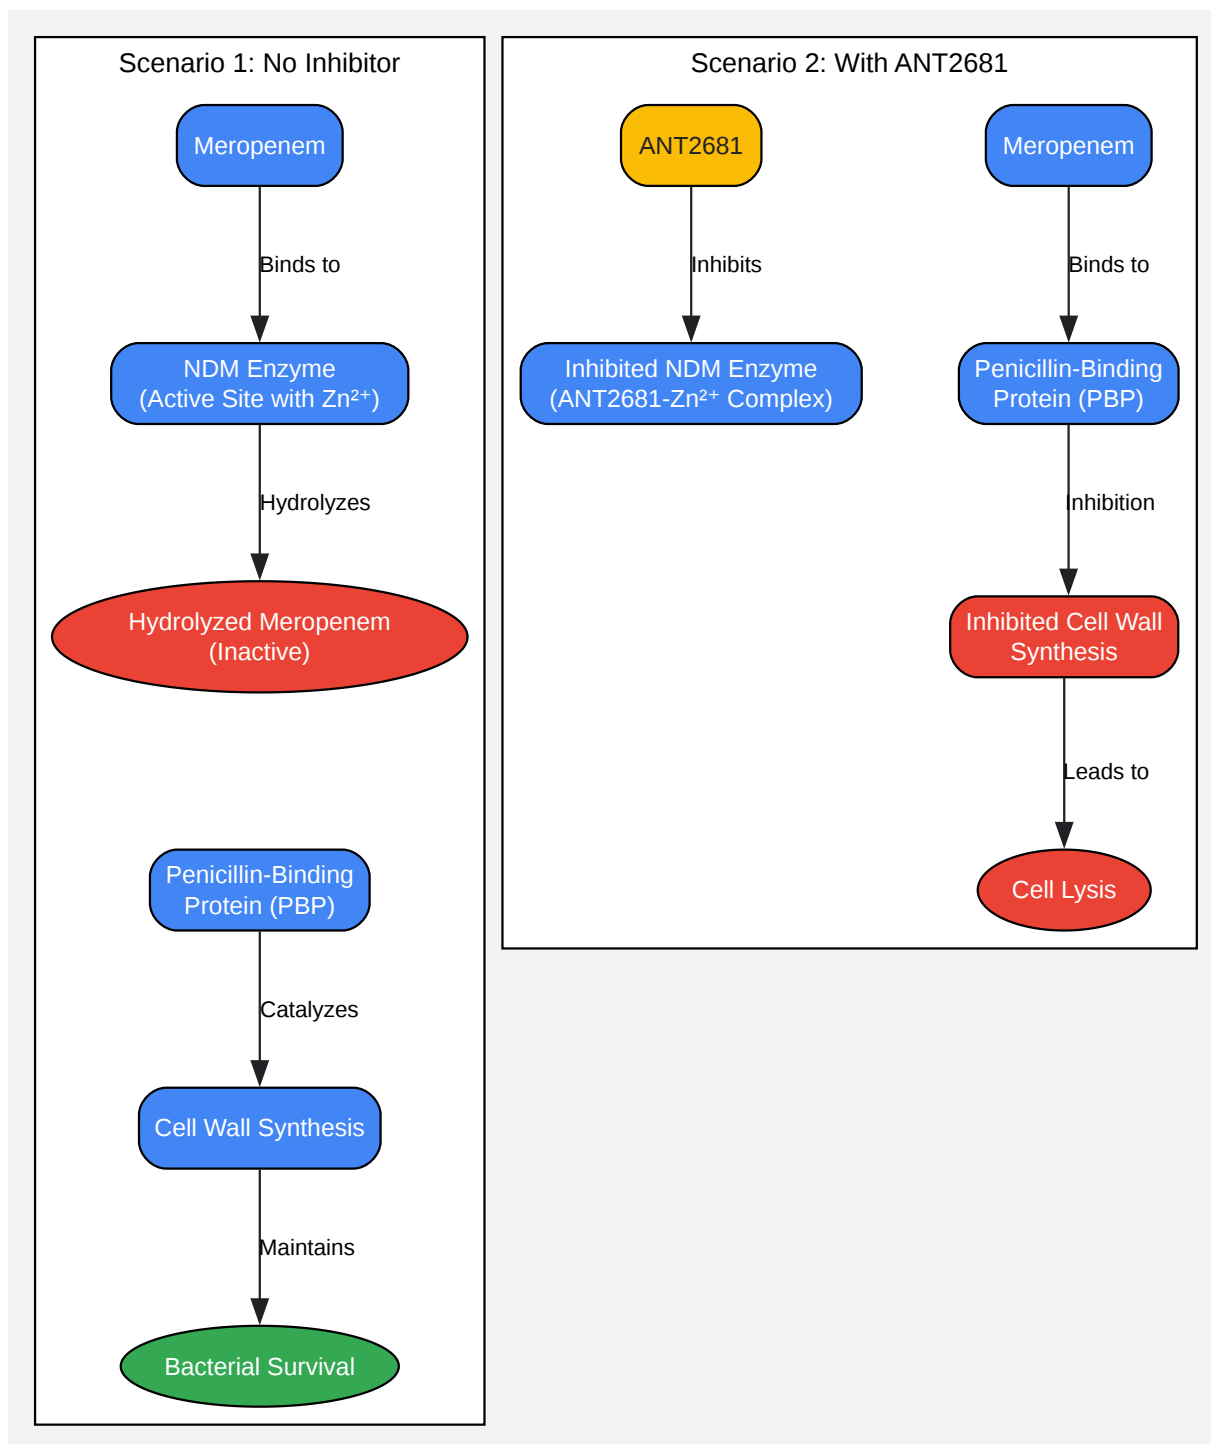 Scenario 1: No Inhibitor
Meropenem
Binds to
NDM Enzyme
(Active Site with Zn²⁺)
Hydrolyzes
Hydrolyzed Meropenem
(Inactive)
Penicillin-Binding
Protein (PBP)
Catalyzes
Cell Wall Synthesis
Maintains
Bacterial Survival
Scenario 2: With ANT2681
ANT2681
Inhibits
Inhibited NDM Enzyme
(ANT2681-Zn²⁺ Complex)
Meropenem
Binds to
Penicillin-Binding
Protein (PBP)
Inhibition
Inhibited Cell Wall
Synthesis
Leads to
Cell Lysis